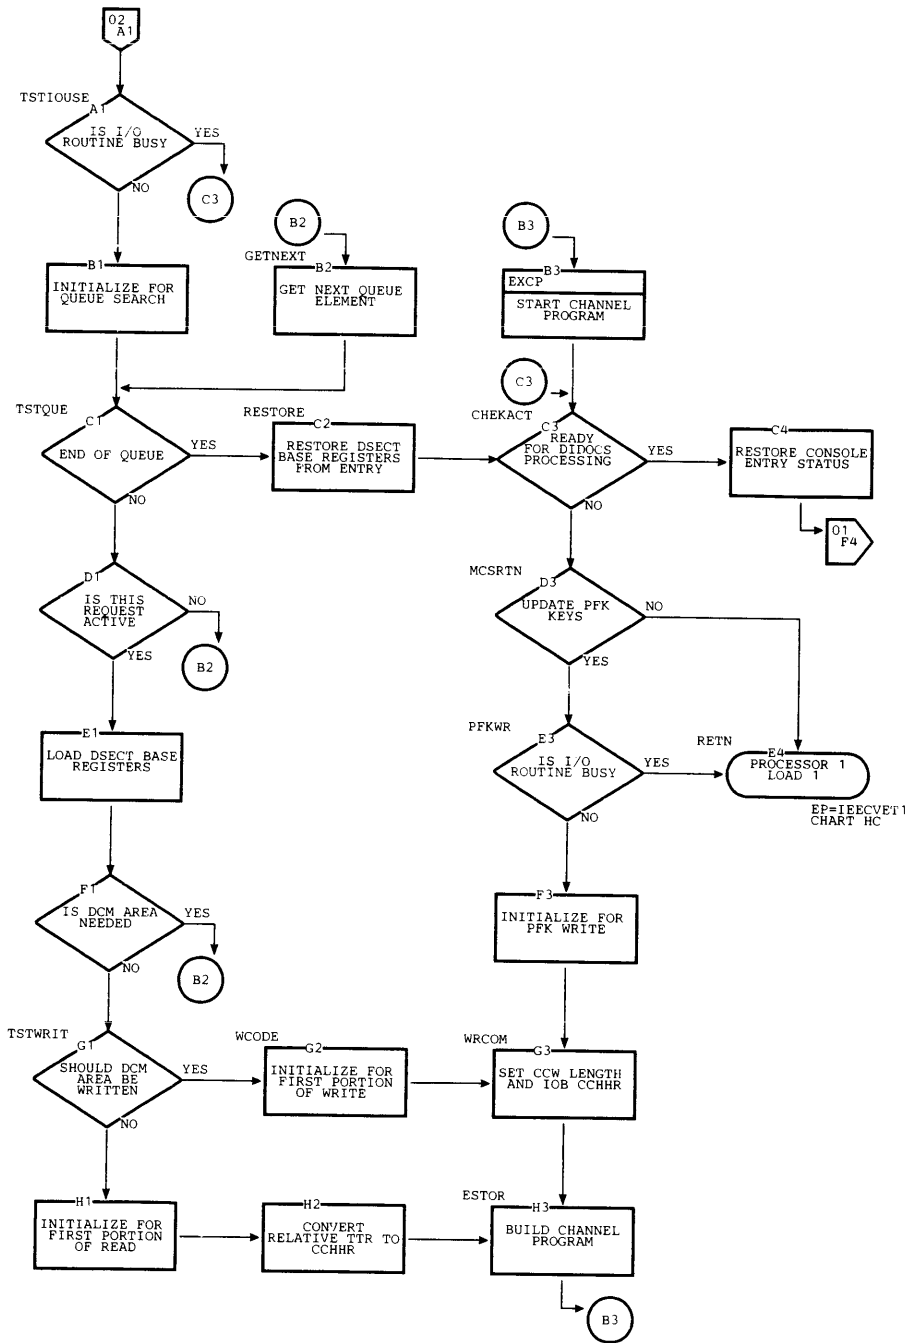 02
A1
TSTIOUSE
A1
IS I/O
ROUTINE BUSY
YES
NO
C3
B1
INITIALIZE FOR
QUEUE SEARCH
B2
GETNEXT
B2
GET NEXT QUEUE
ELEMENT
B3
B3
EXCP
START CHANNEL
PROGRAM
C3
TSTQUE
C1
END OF QUEUE
YES
NO
RESTORE
C2
RESTORE DSECT
BASE REGISTERS
FROM ENTRY
CHEKACT
C3
READY
FOR DIDOCS
PROCESSING
YES
NO
C4
RESTORE CONSOLE
ENTRY STATUS
01
F4
D1
IS THIS
REQUEST
ACTIVE
NO
YES
B2
MCSRTN
D3
UPDATE PFK
KEYS
NO
YES
E1
LOAD DSECT BASE
REGISTERS
PFKWR
E3
IS I/O
ROUTINE BUSY
YES
NO
RETN
E4
PROCESSOR 1
LOAD 1
EP=IEECVET1
CHART HC
F1
IS DCM AREA
NEEDED
YES
NO
B2
F3
INITIALIZE FOR
PFK WRITE
TSTWRIT
G1
SHOULD DCM
AREA BE
WRITTEN
YES
NO
WCODE
G2
INITIALIZE FOR
FIRST PORTION
OF WRITE
WRCOM
G3
SET CCW LENGTH
AND IOB CCHHR
H1
INITIALIZE FOR
FIRST PORTION
OF READ
H2
CONVERT
RELATIVE TTR TO
CCHHR
ESTOR
H3
BUILD CHANNEL
PROGRAM
B3